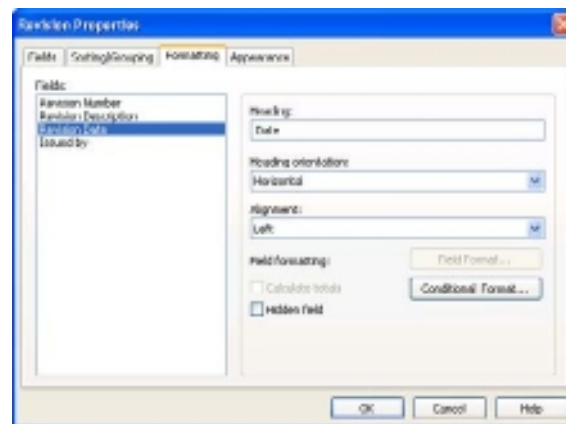 Revision Properties
Fields Sorting/Grouping Formatting Appearance
Fields:
Revision Number
Revision Description
Revision Date
Issued by
Heading:
Date
Heading orientation:
Horizontal
Alignment:
Left
Field formatting:
Field Format...
Calculate totals
Conditional Format...
Hidden field
OK Cancel Help